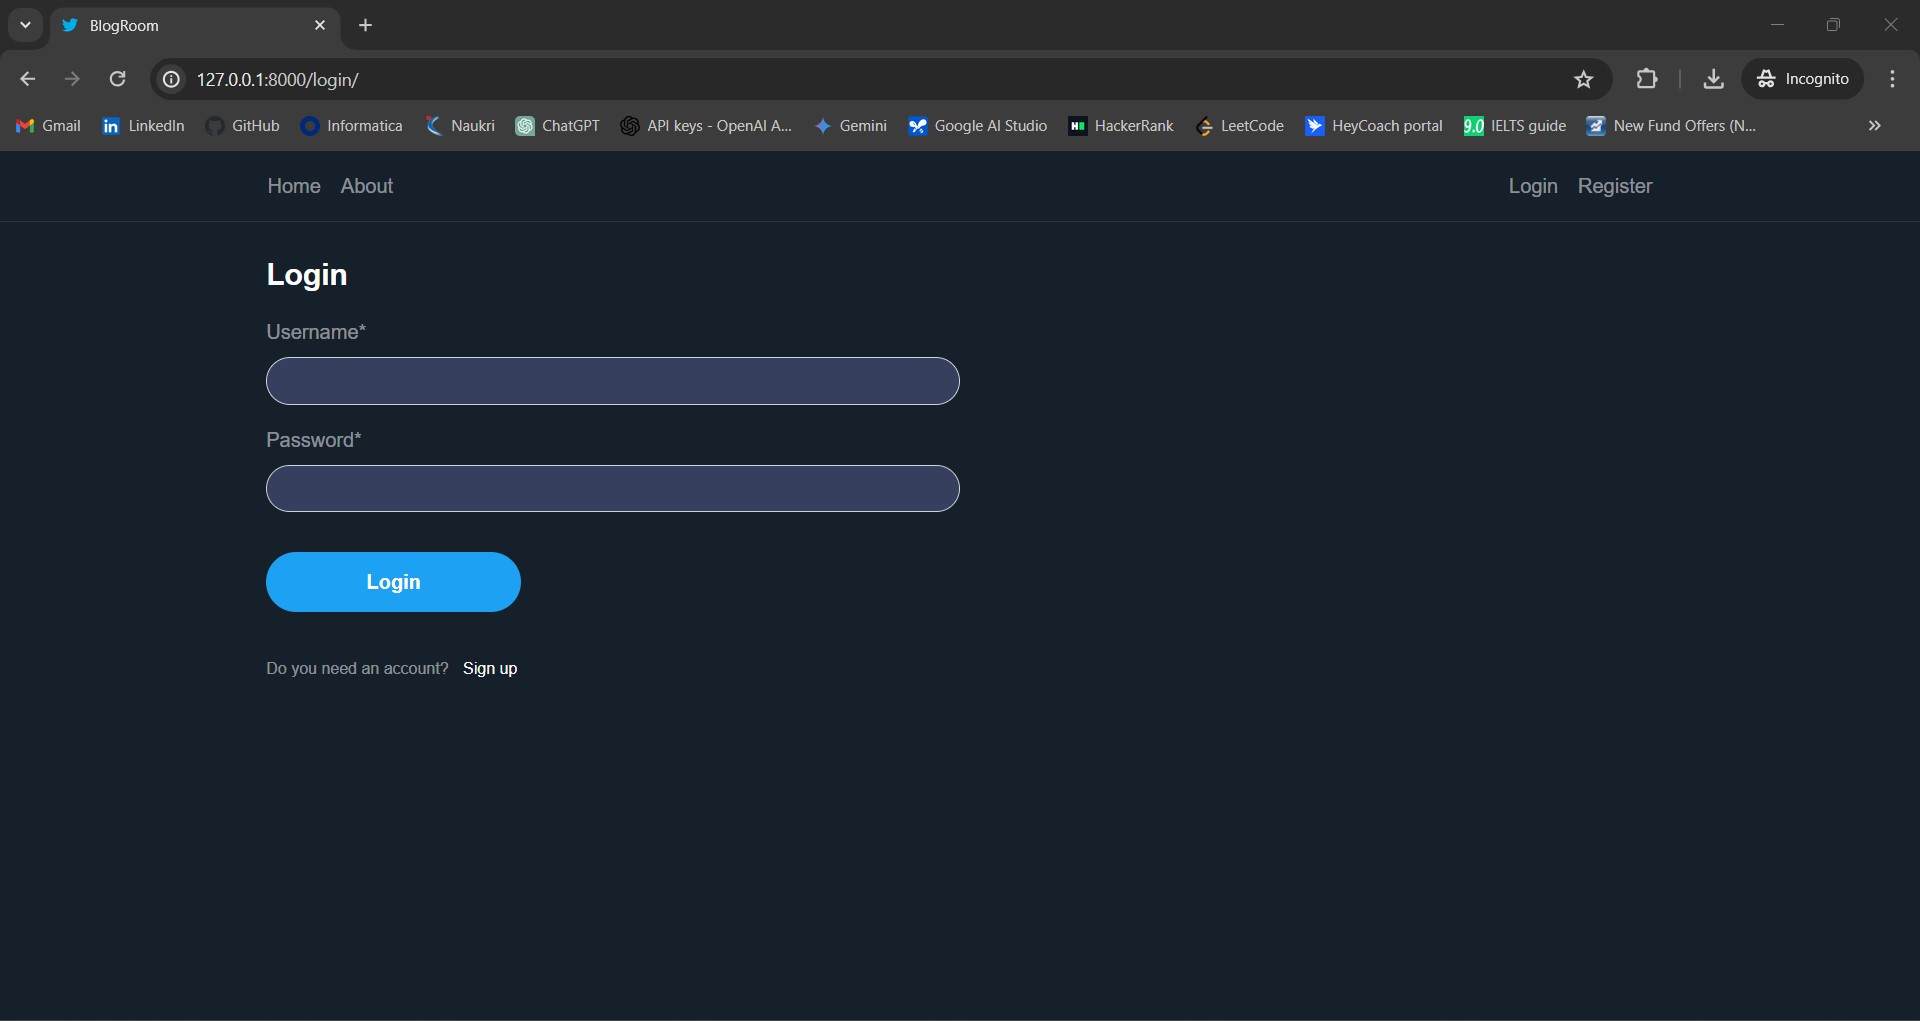 BlogRoom
127.0.0.1:8000/login/
Incognito
Gmail LinkedIn GitHub Informatica Naukri ChatGPT API keys - OpenAI A... Gemini Google AI Studio HackerRank LeetCode HeyCoach portal 9.0 IELTS guide New Fund Offers (N...
Home About Login Register
Login
Username*
Password*
Login
Do you need an account? Sign up